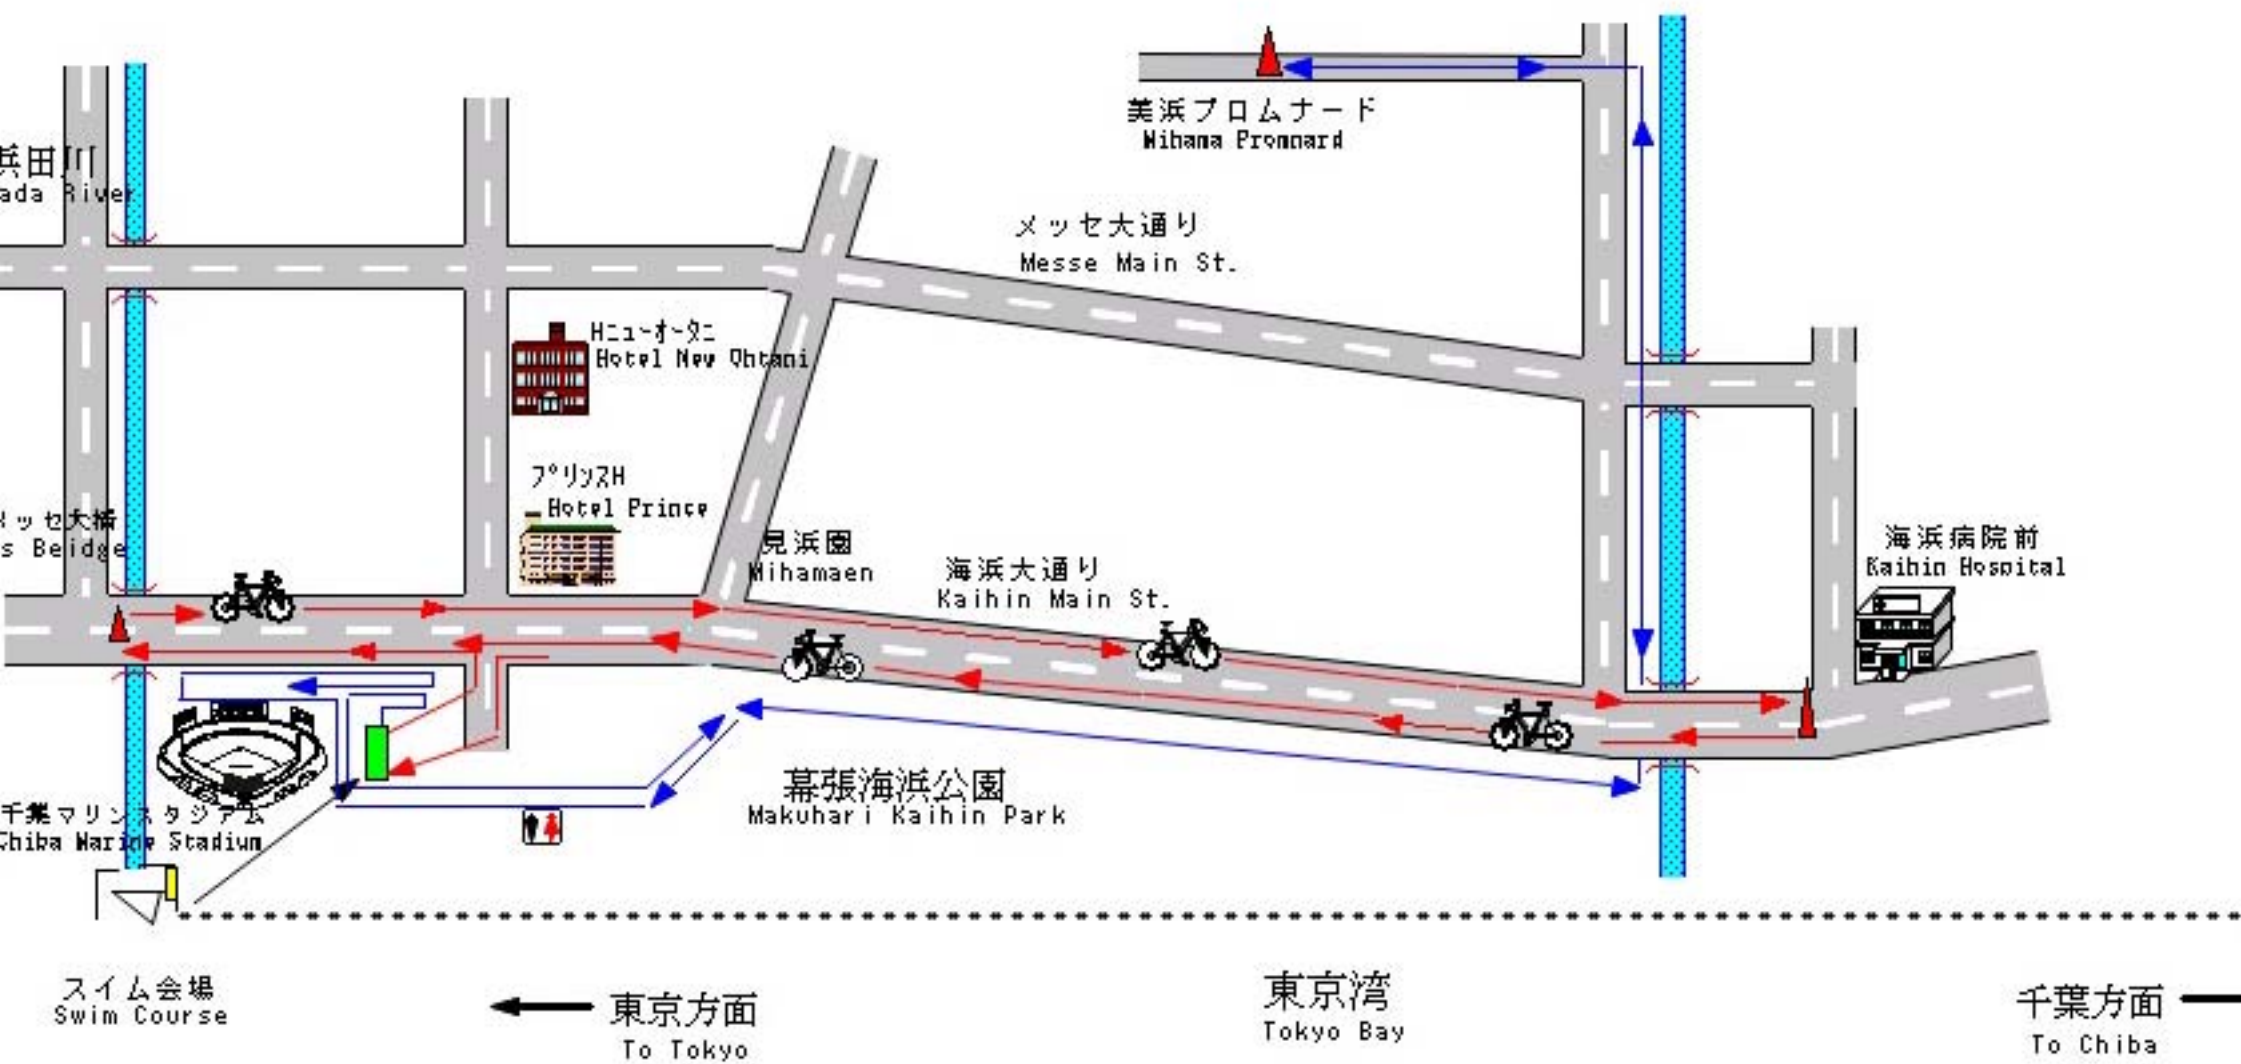 美浜プロムナード
Mihama Promnard
浜田川
ada River
メッセ大通り
Messe Main St.
Hニューオータニ
Hotel New Ohtani
プリンスH
Hotel Prince
メッセ大橋
s Beidge
見浜園
Mihamaen
海浜大通り
Kaihin Main St.
海浜病院前
Kaihin Hospital
幕張海浜公園
Makuhari Kaihin Park
千葉マリンスタジアム
Chiba Marine Stadium
スイム会場
Swim Course
東京方面
To Tokyo
東京湾
Tokyo Bay
千葉方面
To Chiba